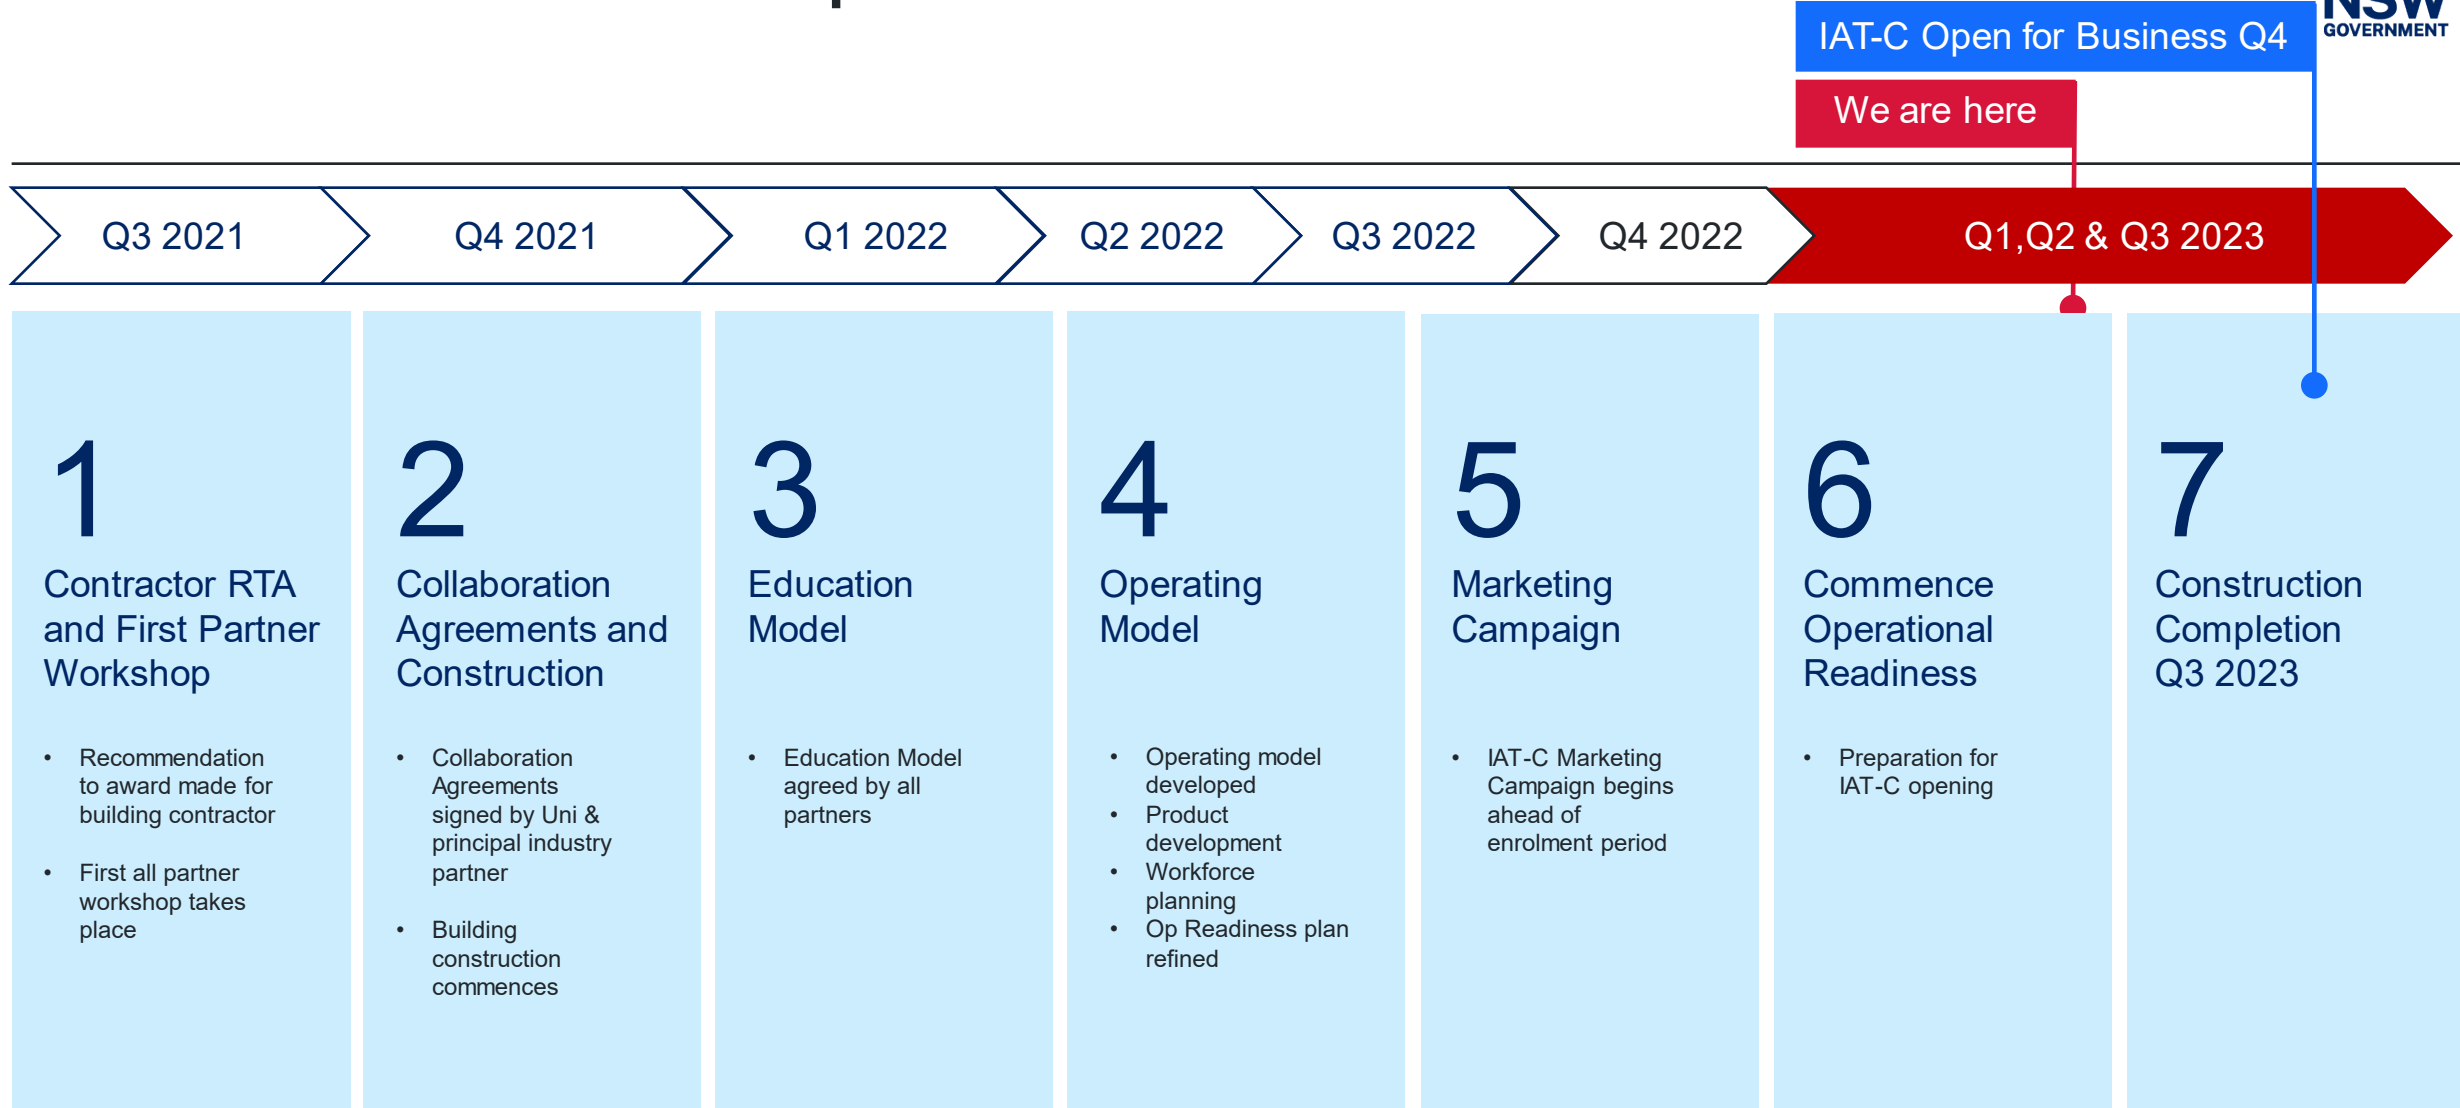 NSW
GOVERNMENT
IAT-C Open for Business Q4
We are here
Q3 2021
Q4 2021
Q1 2022
Q2 2022
Q3 2022
Q4 2022
Q1,Q2 & Q3 2023
1
Contractor RTA
and First Partner
Workshop
• Recommendation
to award made for
building contractor
• First all partner
workshop takes
place
2
Collaboration
Agreements and
Construction
• Collaboration
Agreements
signed by Uni &
principal industry
partner
• Building
construction
commences
3
Education
Model
• Education Model
agreed by all
partners
4
Operating
Model
• Operating model
developed
• Product
development
• Workforce
planning
• Op Readiness plan
refined
5
Marketing
Campaign
• IAT-C Marketing
Campaign begins
ahead of
enrolment period
6
Commence
Operational
Readiness
• Preparation for
IAT-C opening
7
Construction
Completion
Q3 2023